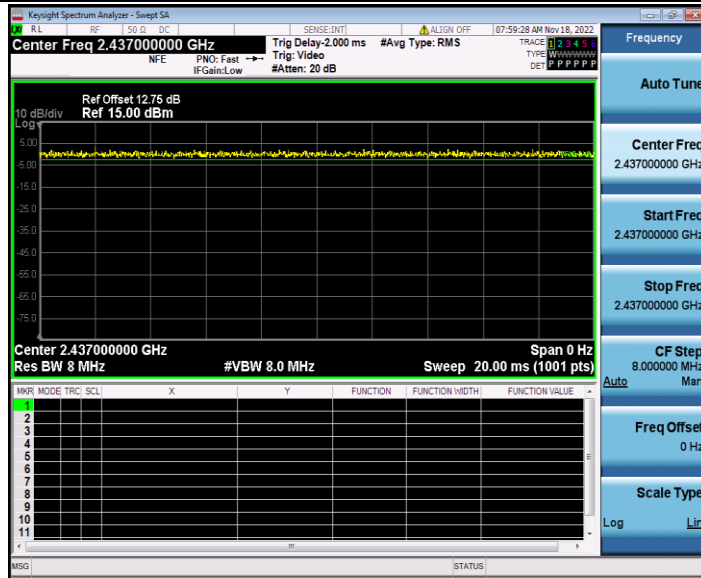 Keysight Spectrum Analyzer - Swept SA
RL RF 50 Ω DC SENSE:INT ALIGN OFF 07:59:28 AM Nov 18, 2022
Center Freq 2.437000000 GHz
NFE
PNO: Fast
IFGain:Low
Trig Delay-2.000 ms
Trig: Video
#Atten: 20 dB
#Avg Type: RMS
TRACE 1 2 3 4 5 6
TYPE WWWWWW
DET P P P P P P
Ref Offset 12.75 dB
10 dB/div Ref 15.00 dBm
Log
5.00
-5.00
-15.0
-25.0
-35.0
-45.0
-55.0
-65.0
-75.0
Center 2.437000000 GHz Span 0 Hz
Res BW 8 MHz #VBW 8.0 MHz Sweep 20.00 ms (1001 pts)
MKR MODE TRC SCL X Y FUNCTION FUNCTION WIDTH FUNCTION VALUE
1
2
3
4
5
6
7
8
9
10
11
MSG STATUS
Frequency
Auto Tune
Center Freq
2.437000000 GHz
Start Freq
2.437000000 GHz
Stop Freq
2.437000000 GHz
CF Step
8.000000 MHz
Auto Man
Freq Offset
0 Hz
Scale Type
Log Lin